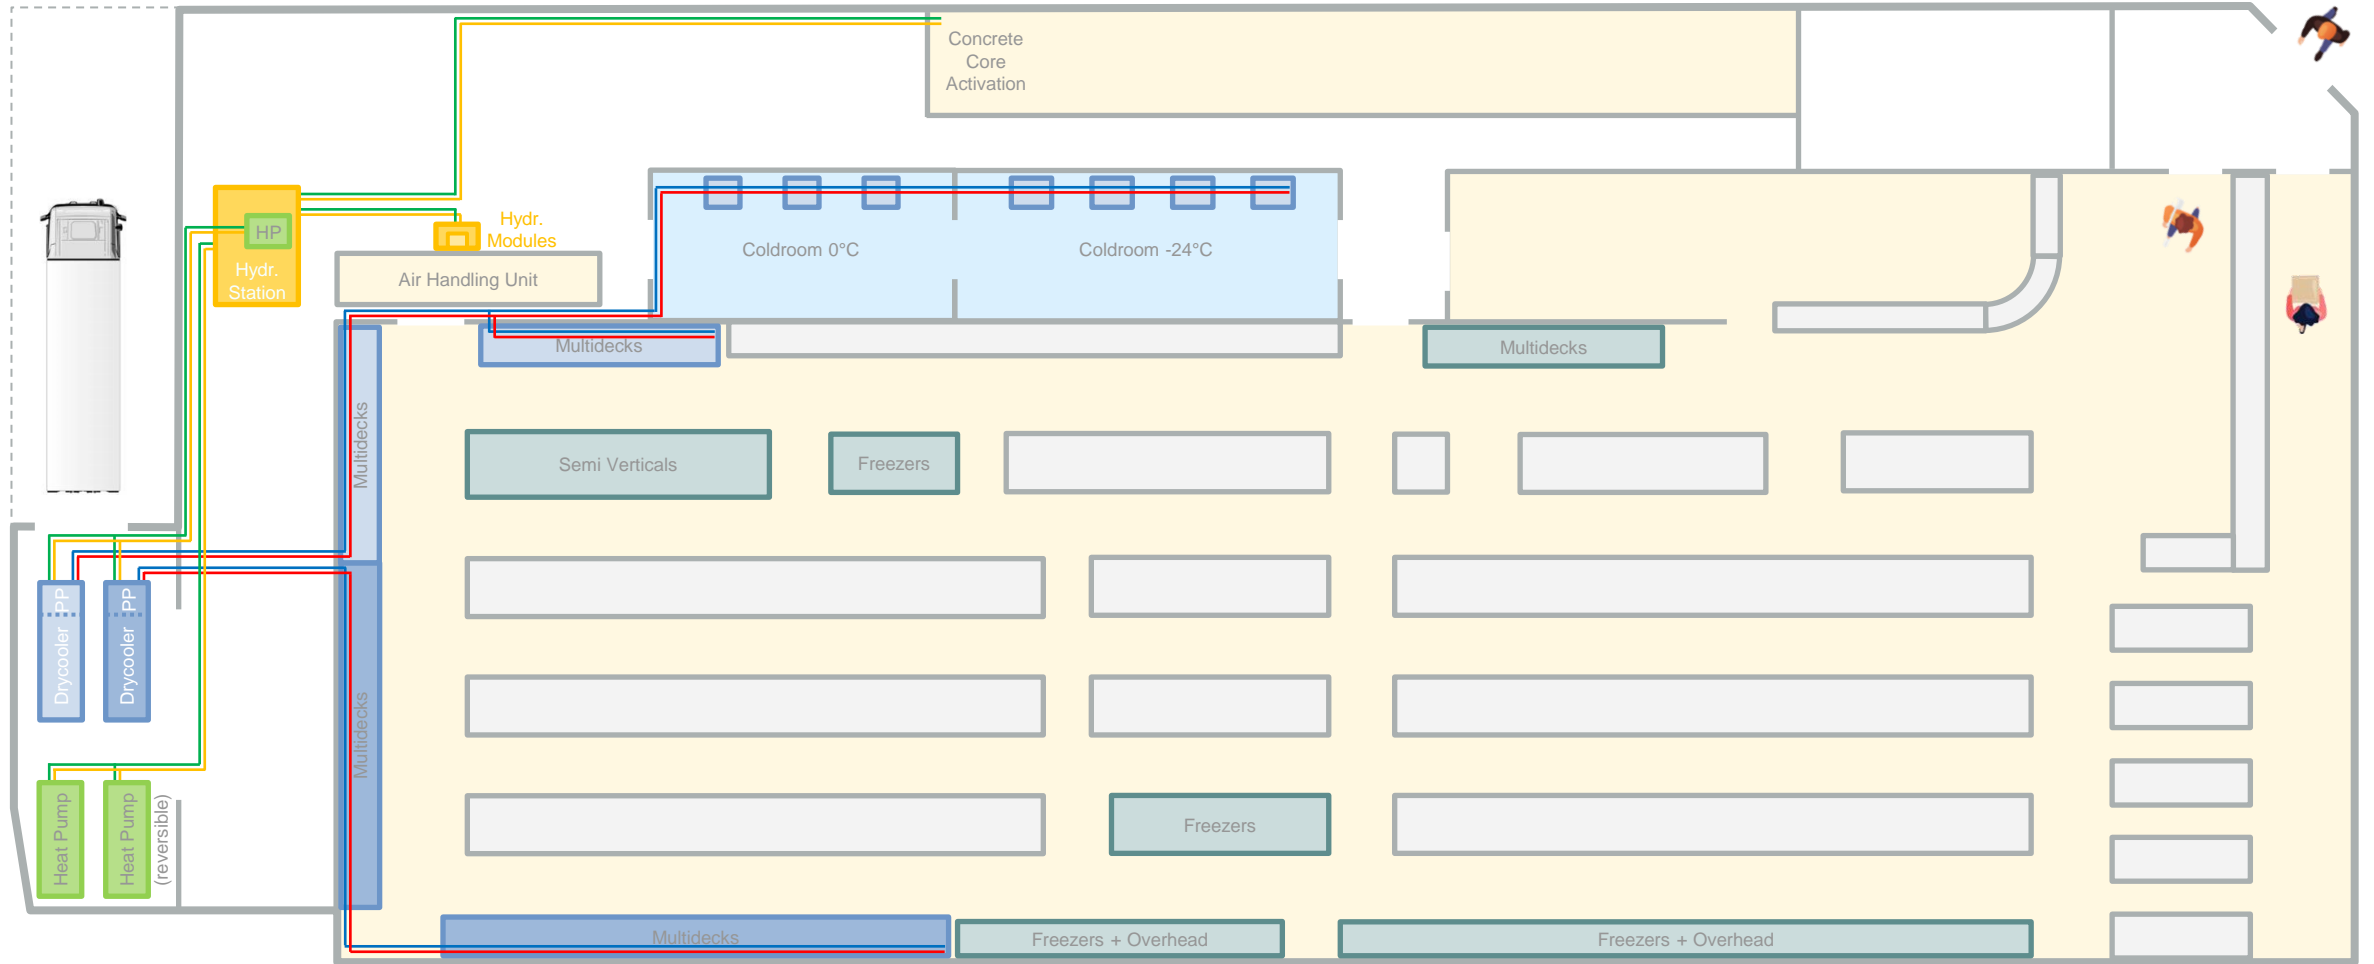 Concrete
Core
Activation
Hydr.
Modules
HP
Hydr.
Station
Air Handling Unit
Coldroom 0°C
Coldroom -24°C
Multidecks
Multidecks
Multidecks
Semi Verticals
Freezers
Drycooler PP
Drycooler PP
Multidecks
Heat Pump
Heat Pump
(reversible)
Freezers
Multidecks
Freezers + Overhead
Freezers + Overhead